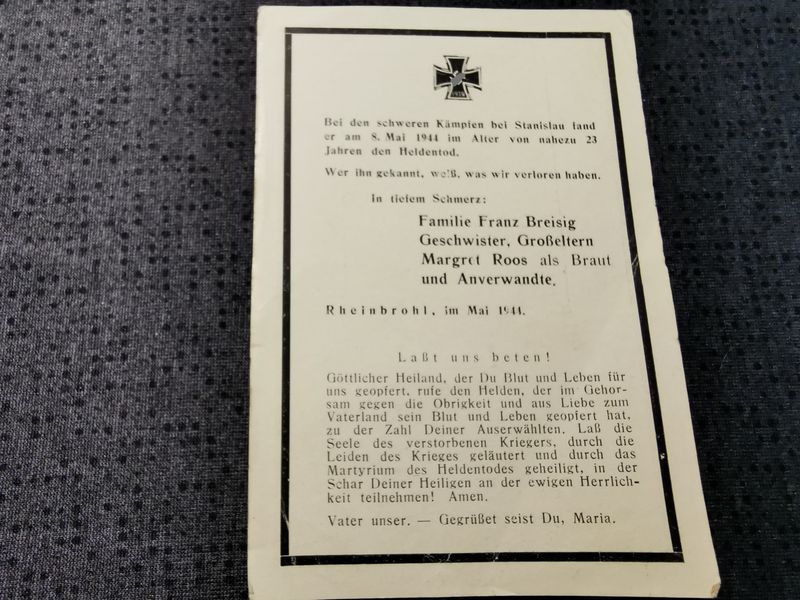 Bei den schweren Kämpfen bei Stanislau fand
er am 8. Mai 1944 im Alter von nahezu 23
Jahren den Heldentod.
Wer ihn gekannt, weiß, was wir verloren haben.
In tiefem Schmerz:
Familie Franz Breisig
Geschwister, Großeltern
Margret Roos als Braut
und Anverwandte.
Rheinbrohl, im Mai 1944.
Laßt uns beten!
Göttlicher Heiland, der Du Blut und Leben für
uns geopfert, rufe den Helden, der im Gehor-
sam gegen die Obrigkeit und aus Liebe zum
Vaterland sein Blut und Leben geopfert hat,
zu der Zahl Deiner Auserwählten. Laß die
Seele des verstorbenen Kriegers, durch die
Leiden des Krieges geläutert und durch das
Martyrium des Heldentodes geheiligt, in der
Schar Deiner Heiligen an der ewigen Herrlich-
keit teilnehmen! Amen.
Vater unser. — Gegrüßet seist Du, Maria.